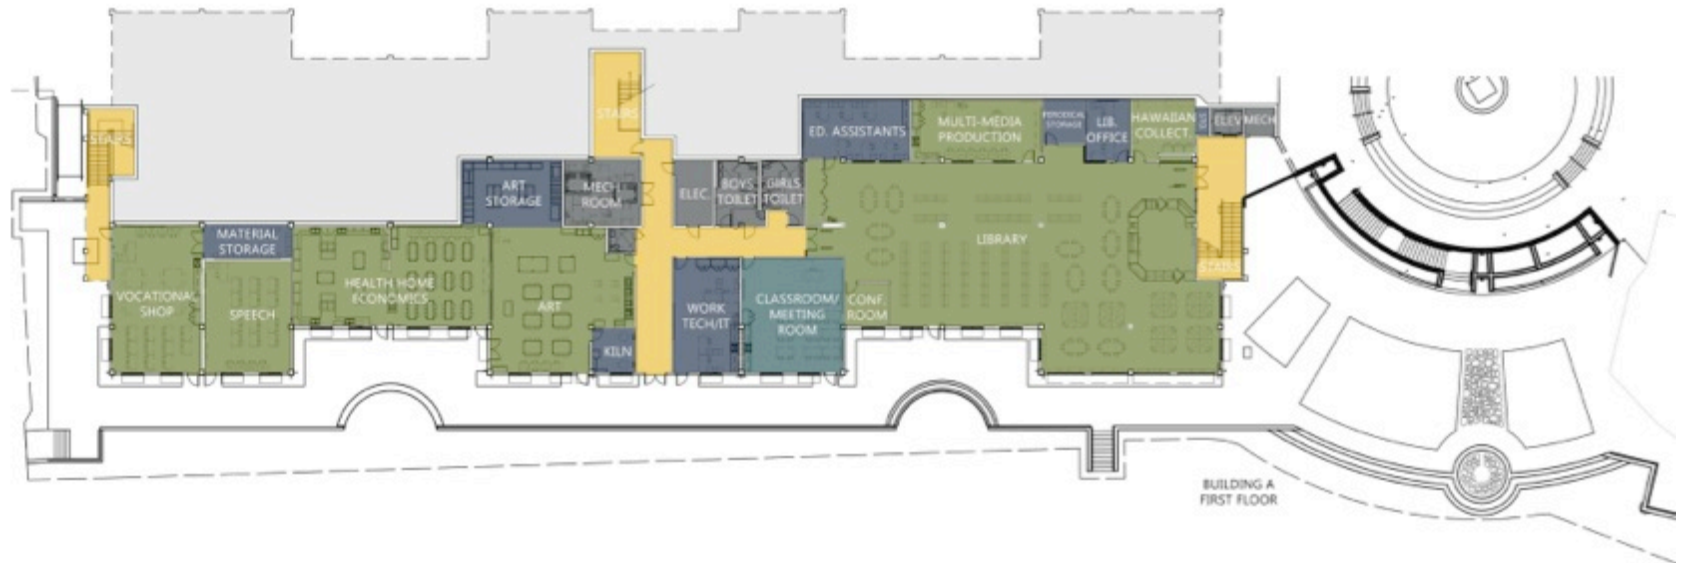 STAIRS
STAIRS
ED. ASSISTANTS
MULTI-MEDIA
PRODUCTION
PERIODICAL
STORAGE
LIB.
OFFICE
HAWAIIAN
COLLECT.
ELEV
MECH
ART
STORAGE
MECH
ROOM
ELEC.
BOYS
TOILET
GIRLS
TOILET
MATERIAL
STORAGE
LIBRARY
STAIRS
VOCATIONAL
SHOP
SPEECH
HEALTH HOME
ECONOMICS
ART
KILN
WORK
TECH/IT
CLASSROOM/
MEETING
ROOM
CONF.
ROOM
BUILDING A
FIRST FLOOR